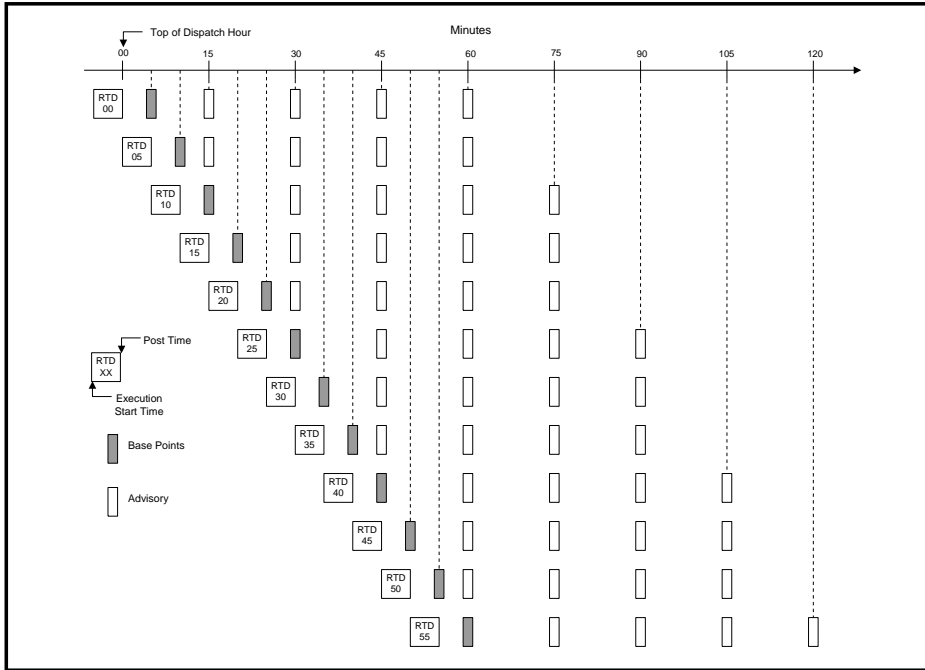 Top of Dispatch Hour
Minutes
00 15 30 45 60 75 90 105 120
RTD
00
RTD
05
RTD
10
RTD
15
RTD
20
RTD
25
Post Time
RTD
XX
RTD
30
Execution
Start Time
RTD
35
Base Points
RTD
40
Advisory
RTD
45
RTD
50
RTD
55